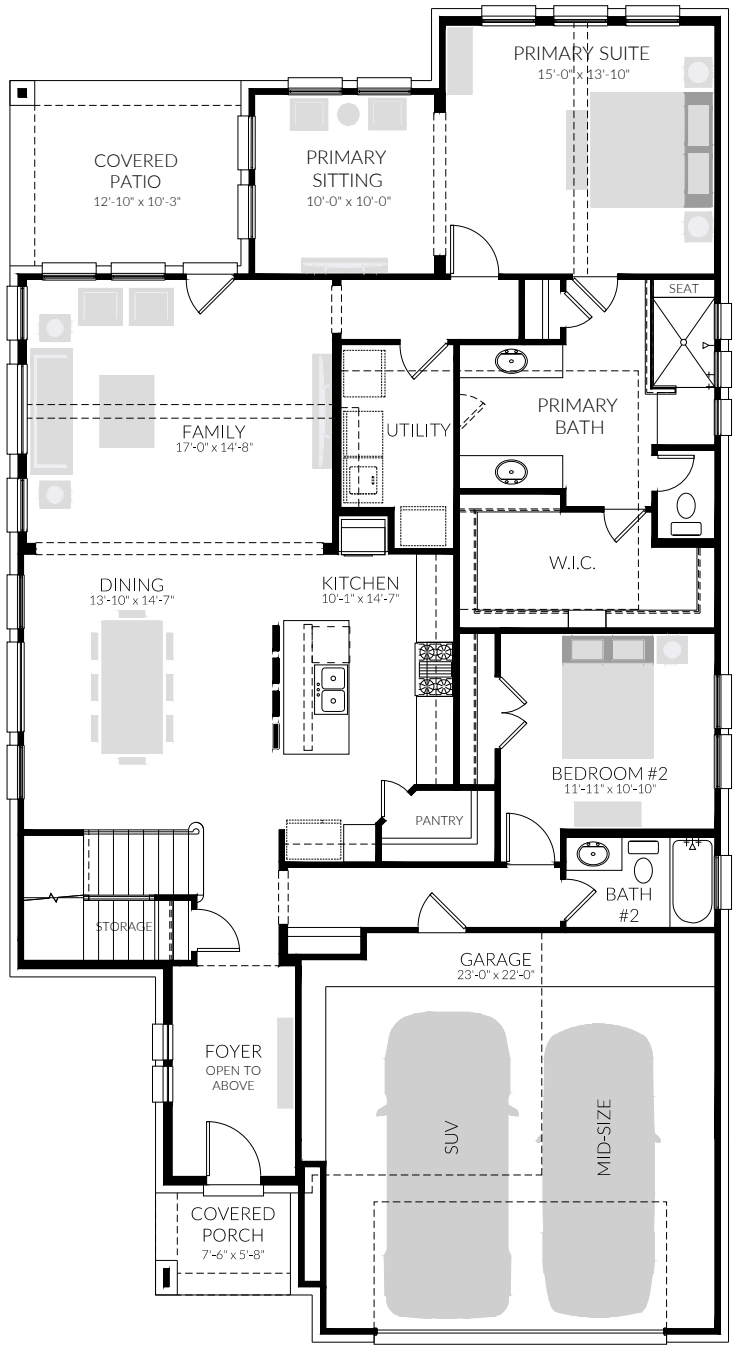 PRIMARY SUITE
15'-0" x 13'-10"
COVERED
PATIO
12'-10" x 10'-3"
PRIMARY
SITTING
10'-0" x 10'-0"
SEAT
FAMILY
17'-0" x 14'-8"
UTILITY
PRIMARY
BATH
W.I.C.
DINING
13'-10" x 14'-7"
KITCHEN
10'-1" x 14'-7"
BEDROOM #2
11'-11" x 10'-10"
PANTRY
BATH
#2
STORAGE
GARAGE
23'-0" x 22'-0"
FOYER
OPEN TO
ABOVE
SUV
MID-SIZE
COVERED
PORCH
7'-6" x 5'-8"